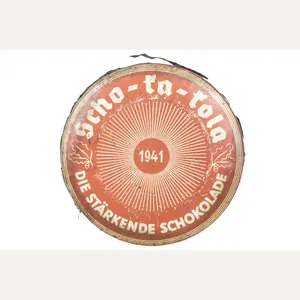 Scho-ka-kola
1941
DIE STÄRKENDE SCHOKOLADE